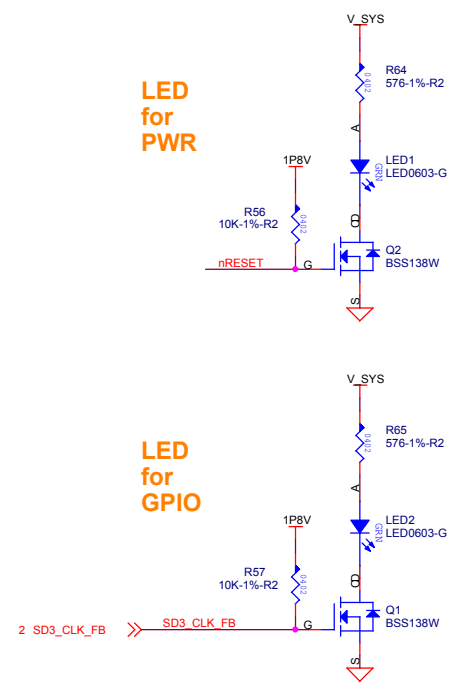 V_SYS
R64
576-1%-R2
0402
LED
for
PWR
A
1P8V
LED1
LED0603-G
GRN
R56
10K-1%-R2
0402
D
Q2
BSS138W
nRESET
G
S
V_SYS
R65
576-1%-R2
0402
LED
for
GPIO
A
1P8V
LED2
LED0603-G
GRN
R57
10K-1%-R2
0402
D
Q1
BSS138W
2 SD3_CLK_FB
SD3_CLK_FB
G
S